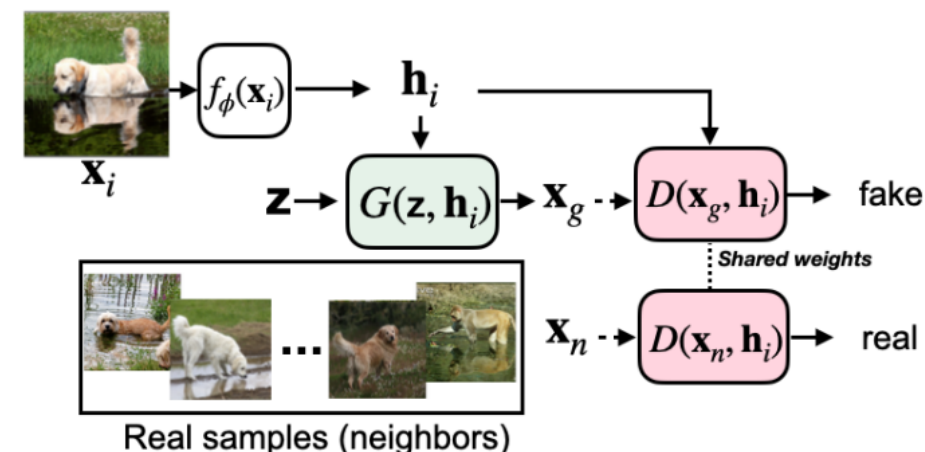 f_ϕ(x_i)
h_i
x_i
z
G(z, h_i)
x_g
D(x_g, h_i)
fake
Shared weights
...
x_n
D(x_n, h_i)
real
Real samples (neighbors)